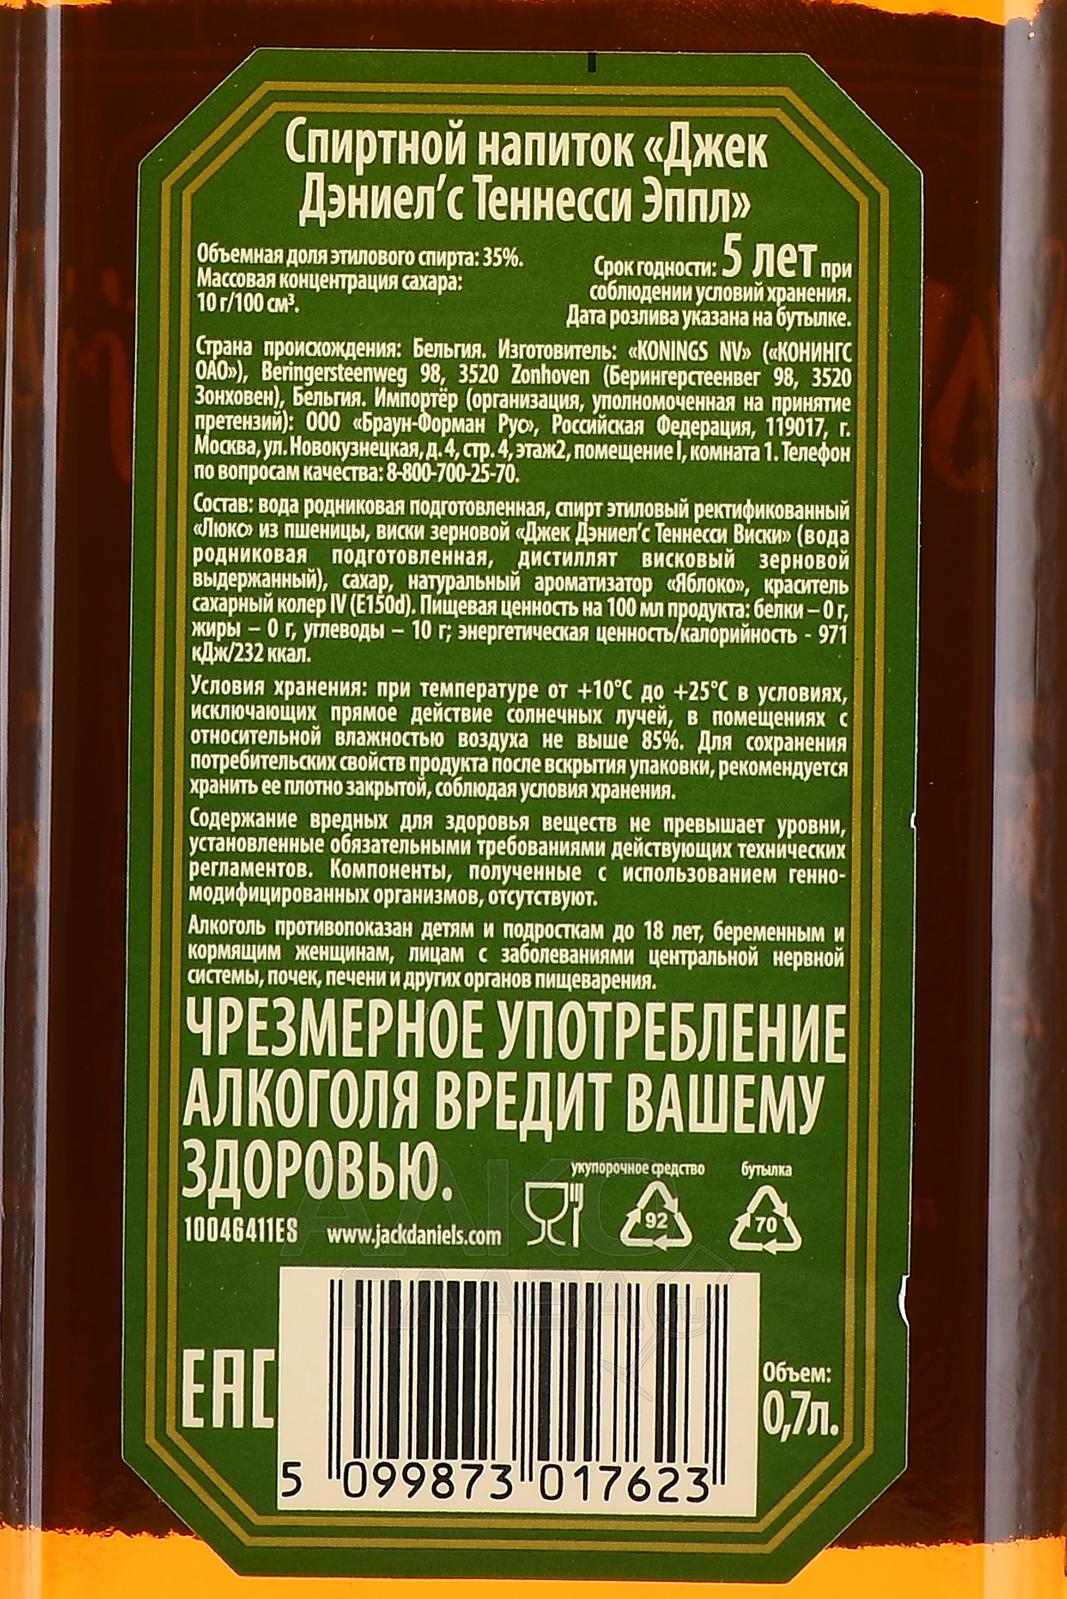 Спиртной напиток «Джек
Дэниел'с Теннесси Эппл»
Объемная доля этилового спирта: 35%.
Массовая концентрация сахара:
10 г/100 см³.
Срок годности: 5 лет при
соблюдении условий хранения.
Дата розлива указана на бутылке.
Страна происхождения: Бельгия. Изготовитель: «KONINGS NV» («КОНИНГС
ОАО»), Beringersteenweg 98, 3520 Zonhoven (Берингерстеенвег 98, 3520
Зонховен), Бельгия. Импортёр (организация, уполномоченная на принятие
претензий): ООО «Браун-Форман Рус», Российская Федерация, 119017, г.
Москва, ул. Новокузнецкая, д. 4, стр. 4, этаж2, помещение I, комната 1. Телефон
по вопросам качества: 8-800-700-25-70.
Состав: вода родниковая подготовленная, спирт этиловый ректификованный
«Люкс» из пшеницы, виски зерновой «Джек Дэниел'с Теннесси Виски» (вода
родниковая подготовленная, дистиллят висковый зерновой
выдержанный), сахар, натуральный ароматизатор «Яблоко», краситель
сахарный колер IV (Е150d). Пищевая ценность на 100 мл продукта: белки – 0 г,
жиры – 0 г, углеводы – 10 г; энергетическая ценность/калорийность - 971
кДж/232 ккал.
Условия хранения: при температуре от +10°С до +25°С в условиях,
исключающих прямое действие солнечных лучей, в помещениях с
относительной влажностью воздуха не выше 85%. Для сохранения
потребительских свойств продукта после вскрытия упаковки, рекомендуется
хранить ее плотно закрытой, соблюдая условия хранения.
Содержание вредных для здоровья веществ не превышает уровни,
установленные обязательными требованиями действующих технических
регламентов. Компоненты, полученные с использованием генно-
модифицированных организмов, отсутствуют.
Алкоголь противопоказан детям и подросткам до 18 лет, беременным и
кормящим женщинам, лицам с заболеваниями центральной нервной
системы, почек, печени и других органов пищеварения.
ЧРЕЗМЕРНОЕ УПОТРЕБЛЕНИЕ
АЛКОГОЛЯ ВРЕДИТ ВАШЕМУ
ЗДОРОВЬЮ.
укупорочное средство
бутылка
10046411ES
www.jackdaniels.com
92
70
ЕАС
Объем:
0,7л.
5 099873 017623